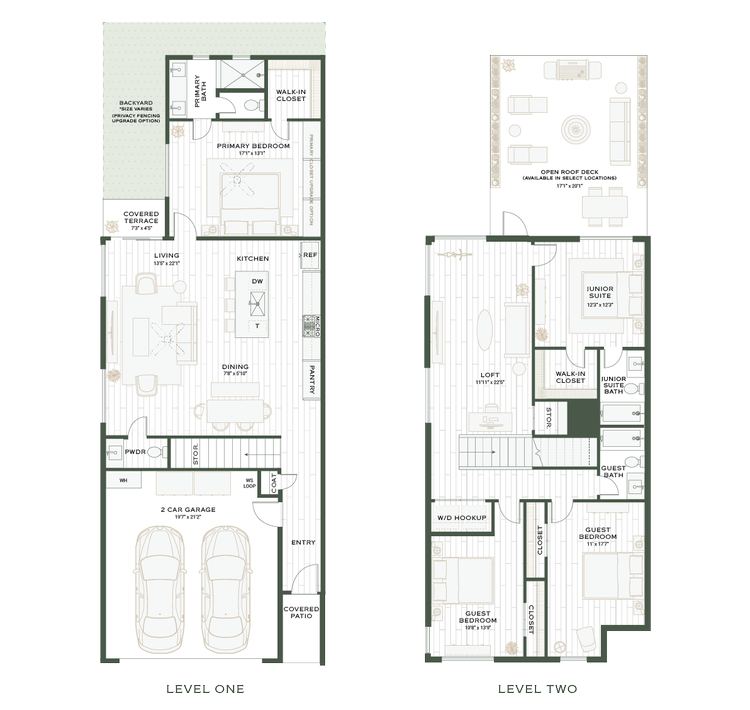 BACKYARD
*SIZE VARIES
(PRIVACY FENCING
UPGRADE OPTION)
PRIMARY
BATH
WALK-IN
CLOSET
PRIMARY BEDROOM
17'1" x 13'1"
PRIMARY CLOSET UPGRADE OPTION
COVERED
TERRACE
7'3" x 4'5"
LIVING
13'5" x 22'1"
KITCHEN
REF
DW
T
MICRO
DINING
7'8" x 5'10"
PANTRY
PWDR
STOR.
WH
WS
LOOP
COAT
2 CAR GARAGE
19'7" x 21'2"
ENTRY
COVERED
PATIO
LEVEL ONE
OPEN ROOF DECK
(AVAILABLE IN SELECT LOCATIONS)
17'1" x 20'1"
JUNIOR
SUITE
12'3" x 12'3"
LOFT
11'11" x 22'5"
WALK-IN
CLOSET
JUNIOR
SUITE
BATH
STOR.
GUEST
BATH
W/D HOOKUP
CLOSET
GUEST
BEDROOM
11' x 17'7"
GUEST
BEDROOM
10'8" x 13'9"
CLOSET
LEVEL TWO